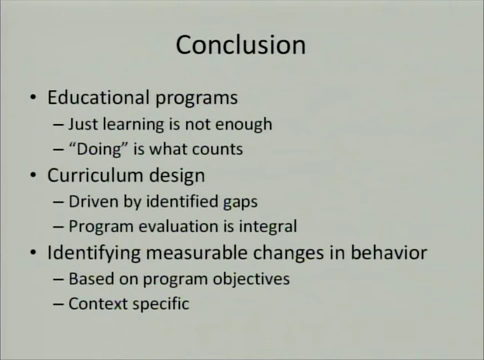 Conclusion
• Educational programs
– Just learning is not enough
– “Doing” is what counts
• Curriculum design
– Driven by identified gaps
– Program evaluation is integral
• Identifying measurable changes in behavior
– Based on program objectives
– Context specific